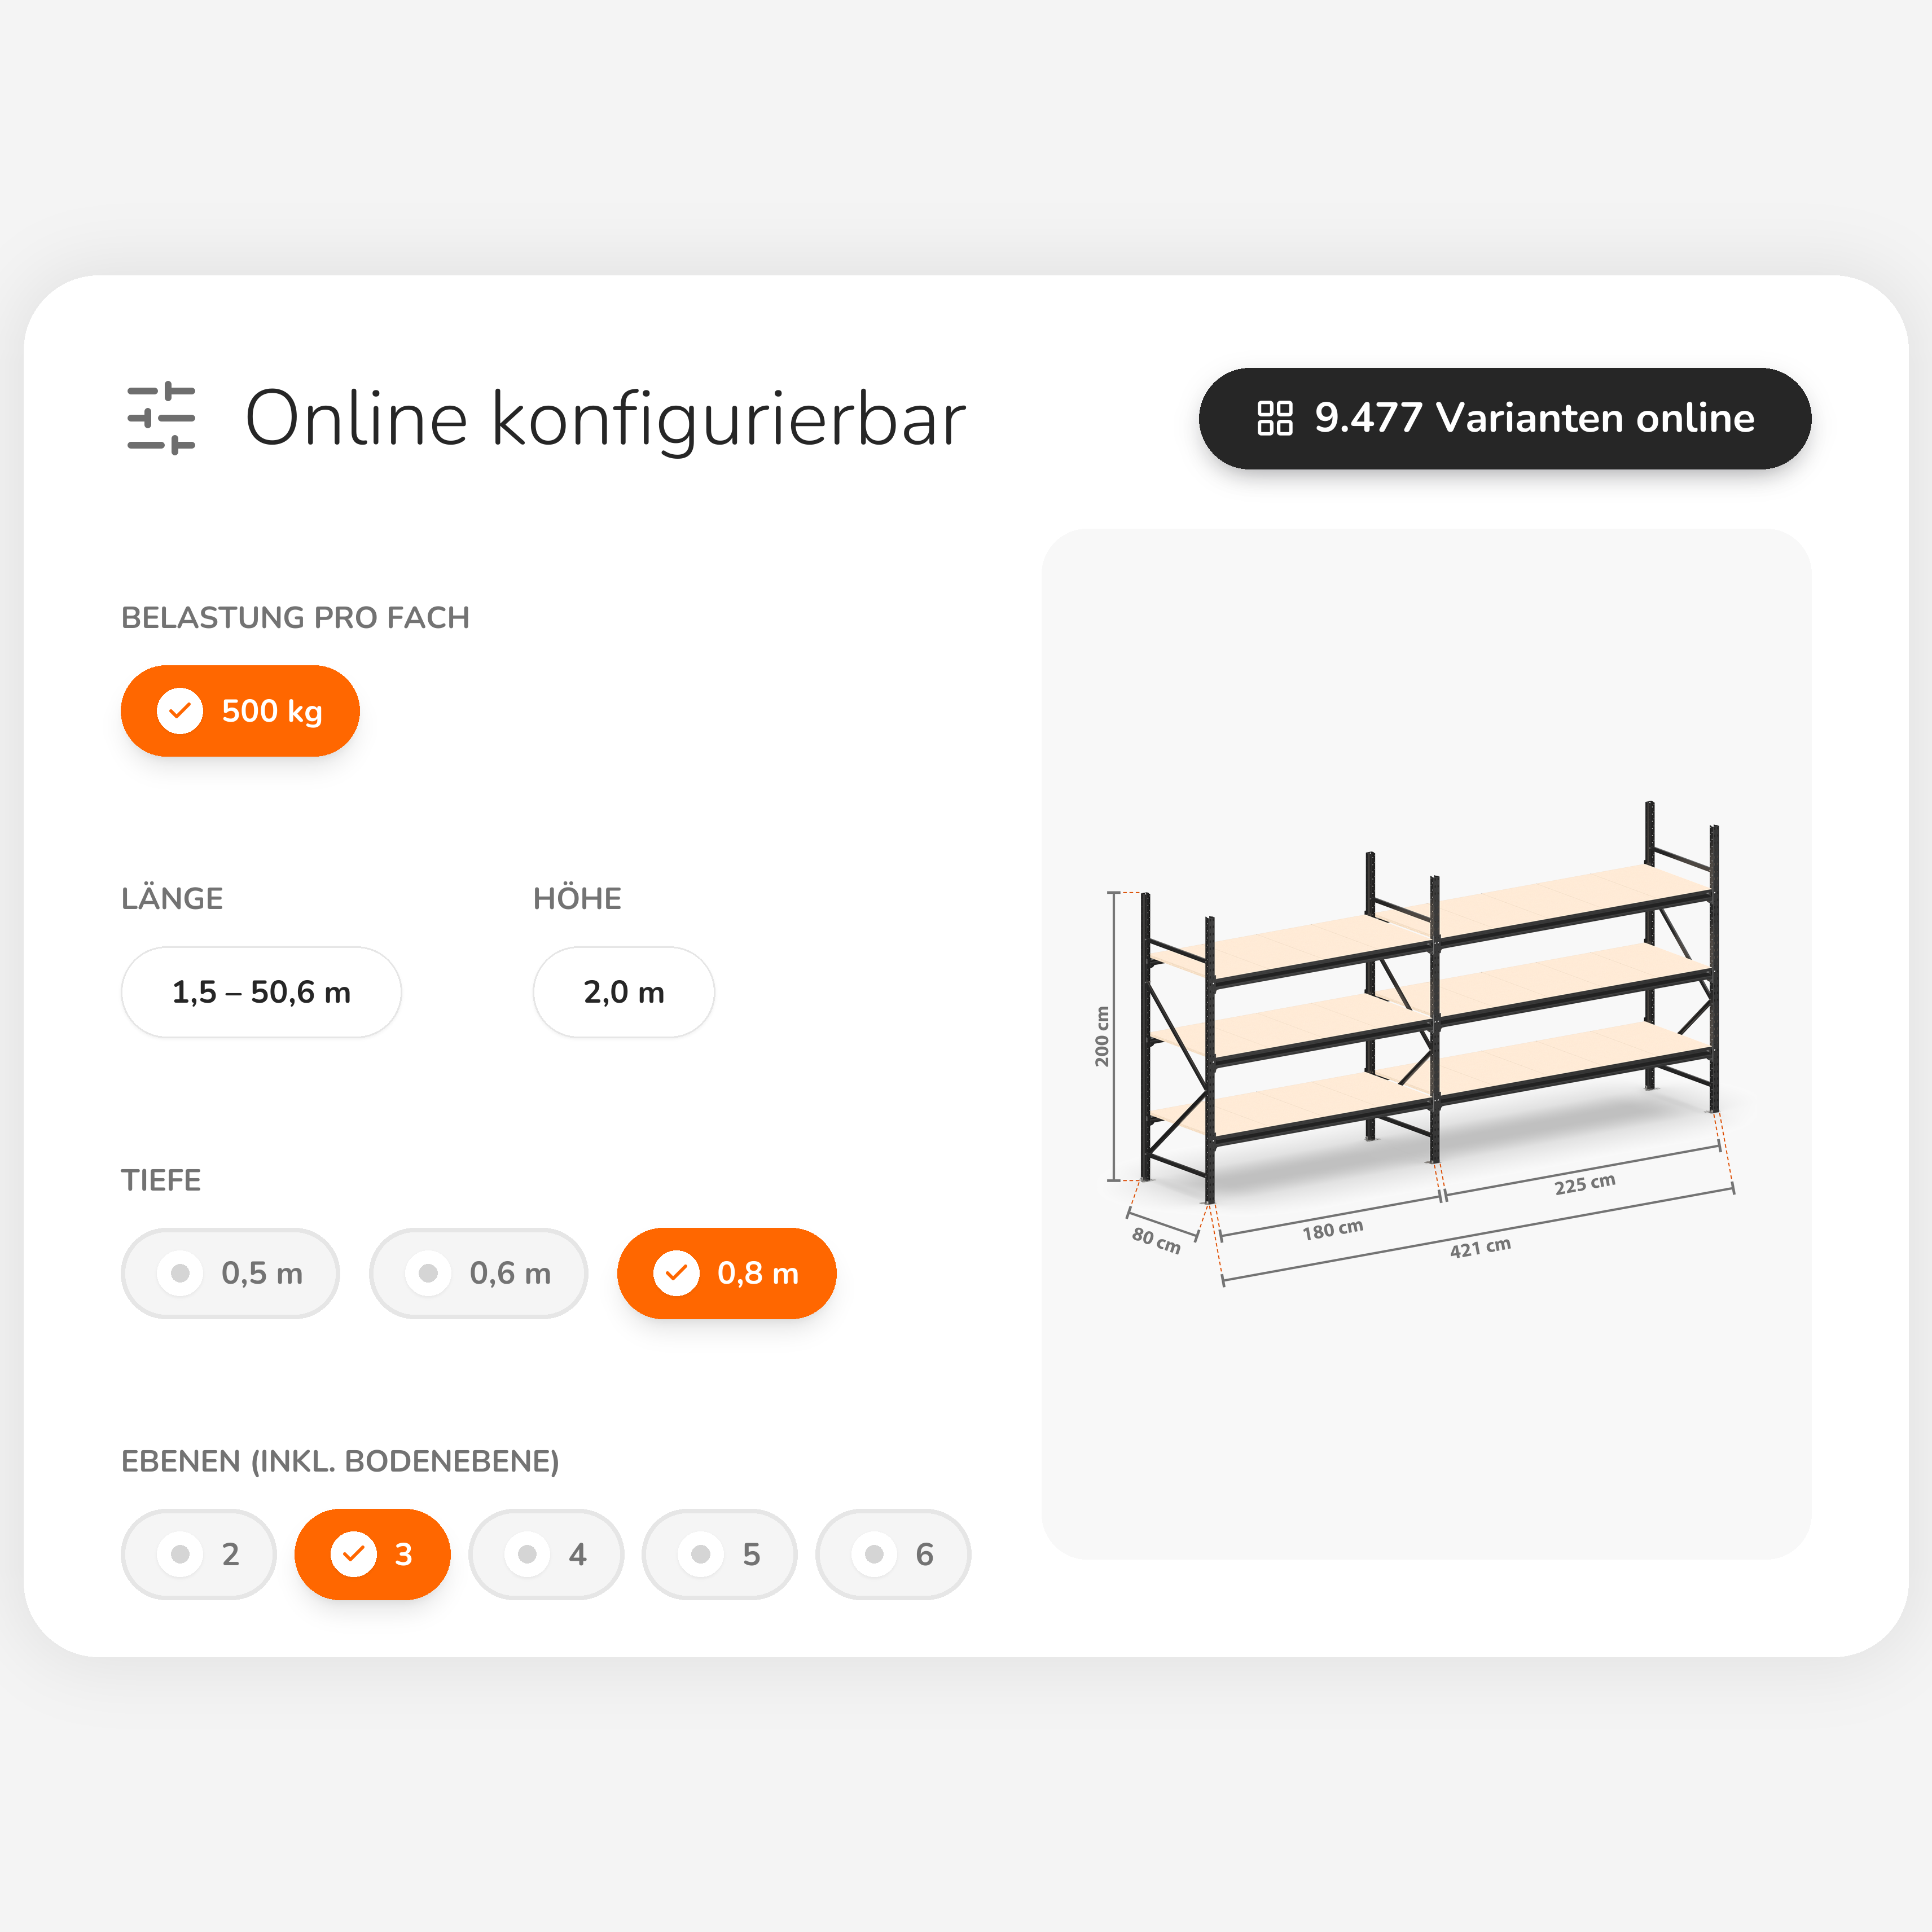 Online konfigurierbar
9.477 Varianten online
BELASTUNG PRO FACH
500 kg
LÄNGE
HÖHE
1,5 – 50,6 m
2,0 m
TIEFE
0,5 m
0,6 m
0,8 m
EBENEN (INKL. BODENEBENE)
2
3
4
5
6
200 cm
80 cm
180 cm
225 cm
421 cm